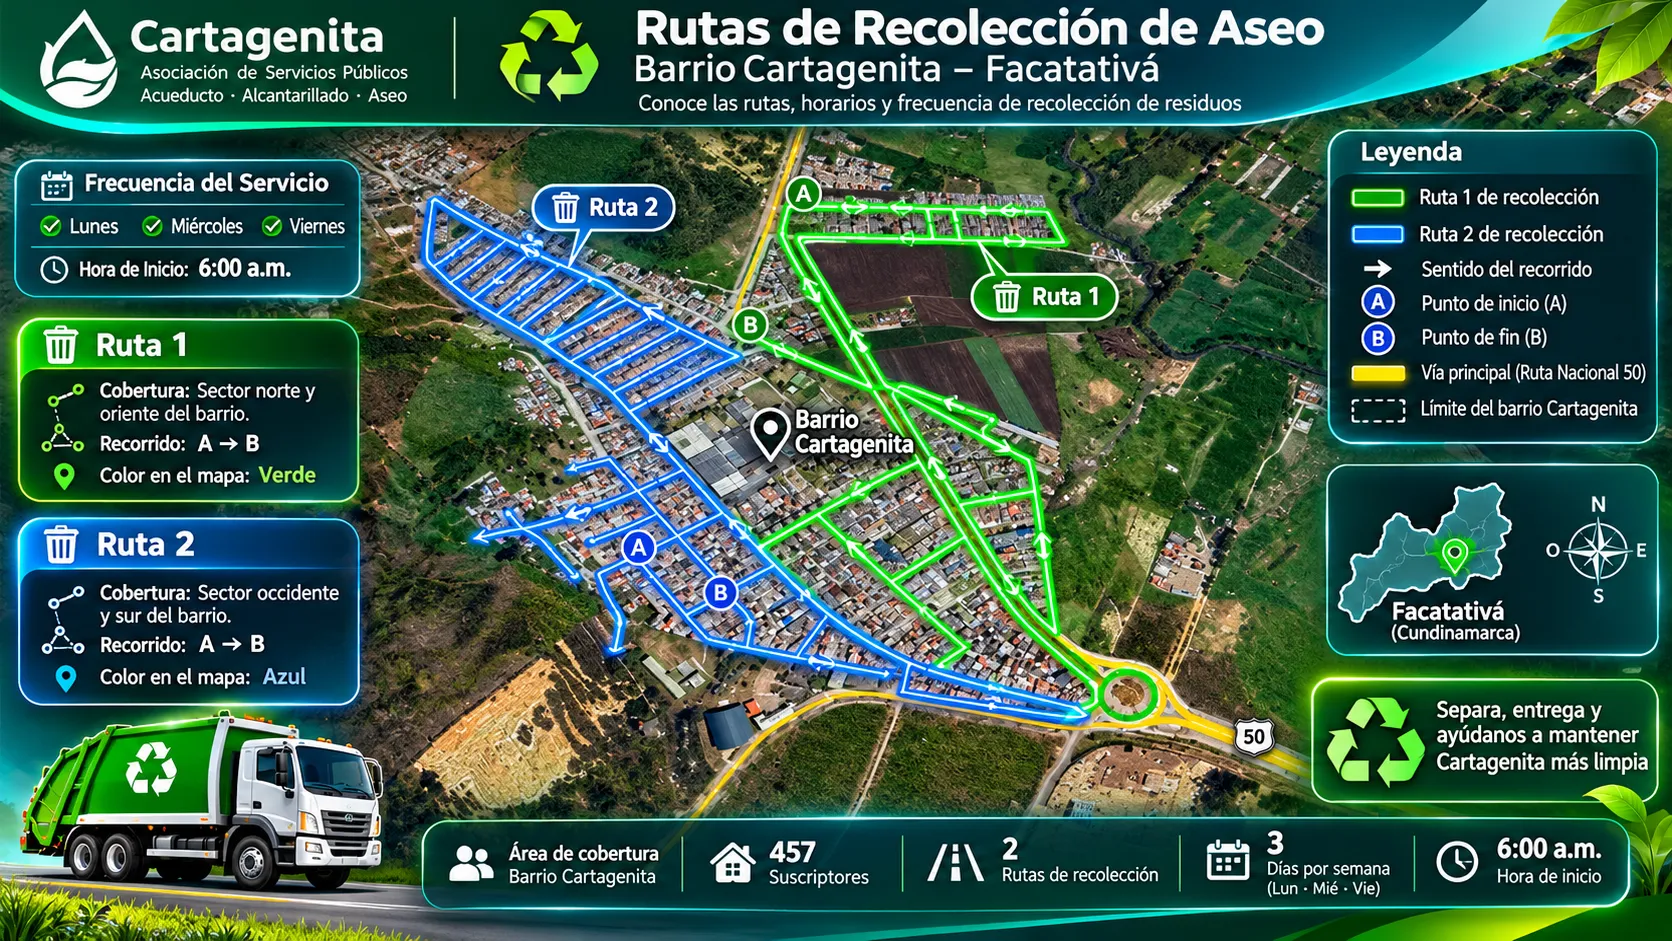 Cartagenita
Asociación de Servicios Públicos
Acueducto · Alcantarillado · Aseo
Rutas de Recolección de Aseo
Barrio Cartagenita – Facatativá
Conoce las rutas, horarios y frecuencia de recolección de residuos
Frecuencia del Servicio
Lunes
Miércoles
Viernes
Hora de Inicio: 6:00 a.m.
Ruta 1
Cobertura: Sector norte y
oriente del barrio.
Recorrido: A → B
Color en el mapa: Verde
Ruta 2
Cobertura: Sector occidente
y sur del barrio.
Recorrido: A → B
Color en el mapa: Azul
Ruta 2
A
Ruta 1
B
Barrio
Cartagenita
A
B
50
Leyenda
Ruta 1 de recolección
Ruta 2 de recolección
Sentido del recorrido
A
Punto de inicio (A)
B
Punto de fin (B)
Vía principal (Ruta Nacional 50)
Límite del barrio Cartagenita
Facatativá
(Cundinamarca)
N
O
E
S
Separa, entrega y
ayúdanos a mantener
Cartagenita más limpia
Área de cobertura
Barrio Cartagenita
457
Suscriptores
2
Rutas de recolección
3
Días por semana
(Lun · Mié · Vie)
6:00 a.m.
Hora de inicio